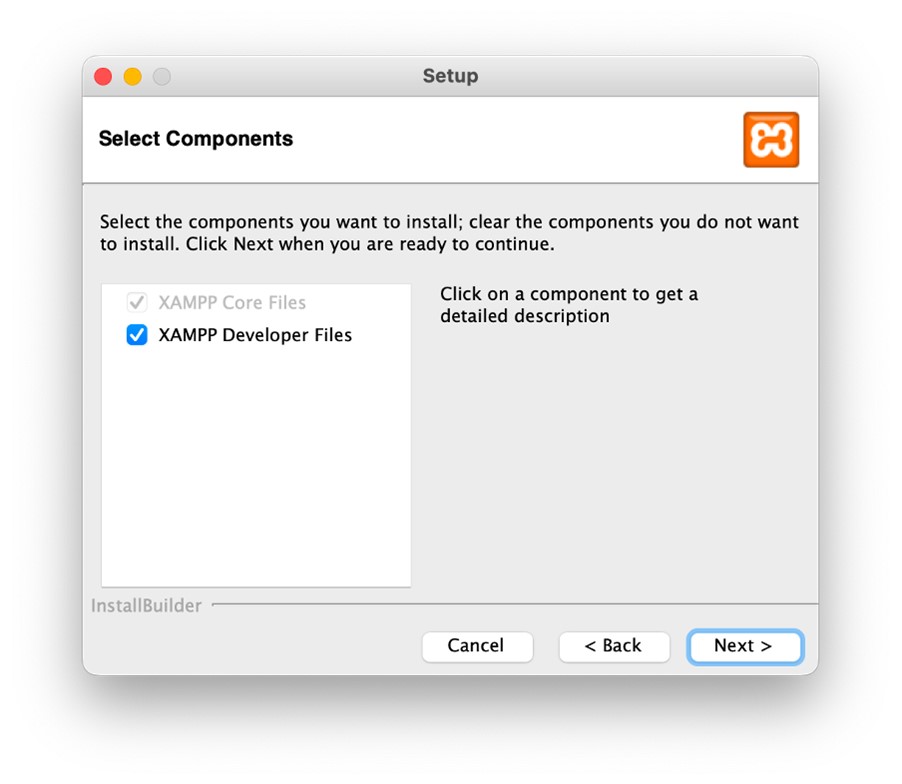 Setup
Select Components
Select the components you want to install; clear the components you do not want
to install. Click Next when you are ready to continue.
XAMPP Core Files
XAMPP Developer Files
Click on a component to get a
detailed description
InstallBuilder
Cancel
< Back
Next >